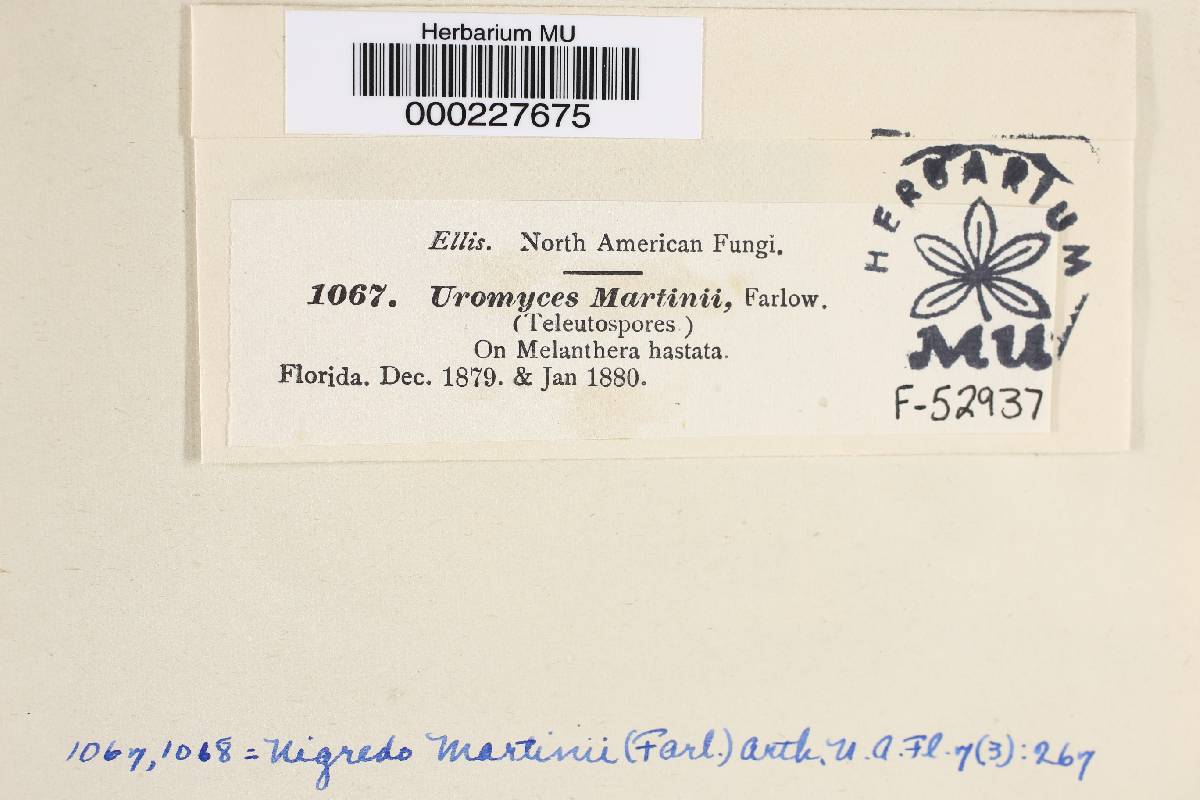 Herbarium MU
000227675
HERBARIUM
MU
F-52937
Ellis. North American Fungi.
1067. Uromyces Martinii, Farlow.
(Teleutospores.)
On Melanthera hastata.
Florida. Dec. 1879. & Jan 1880.
1067, 1068 = Nigredo Martinii (Farl.) Arth. N. A. Fl. 7(3): 267